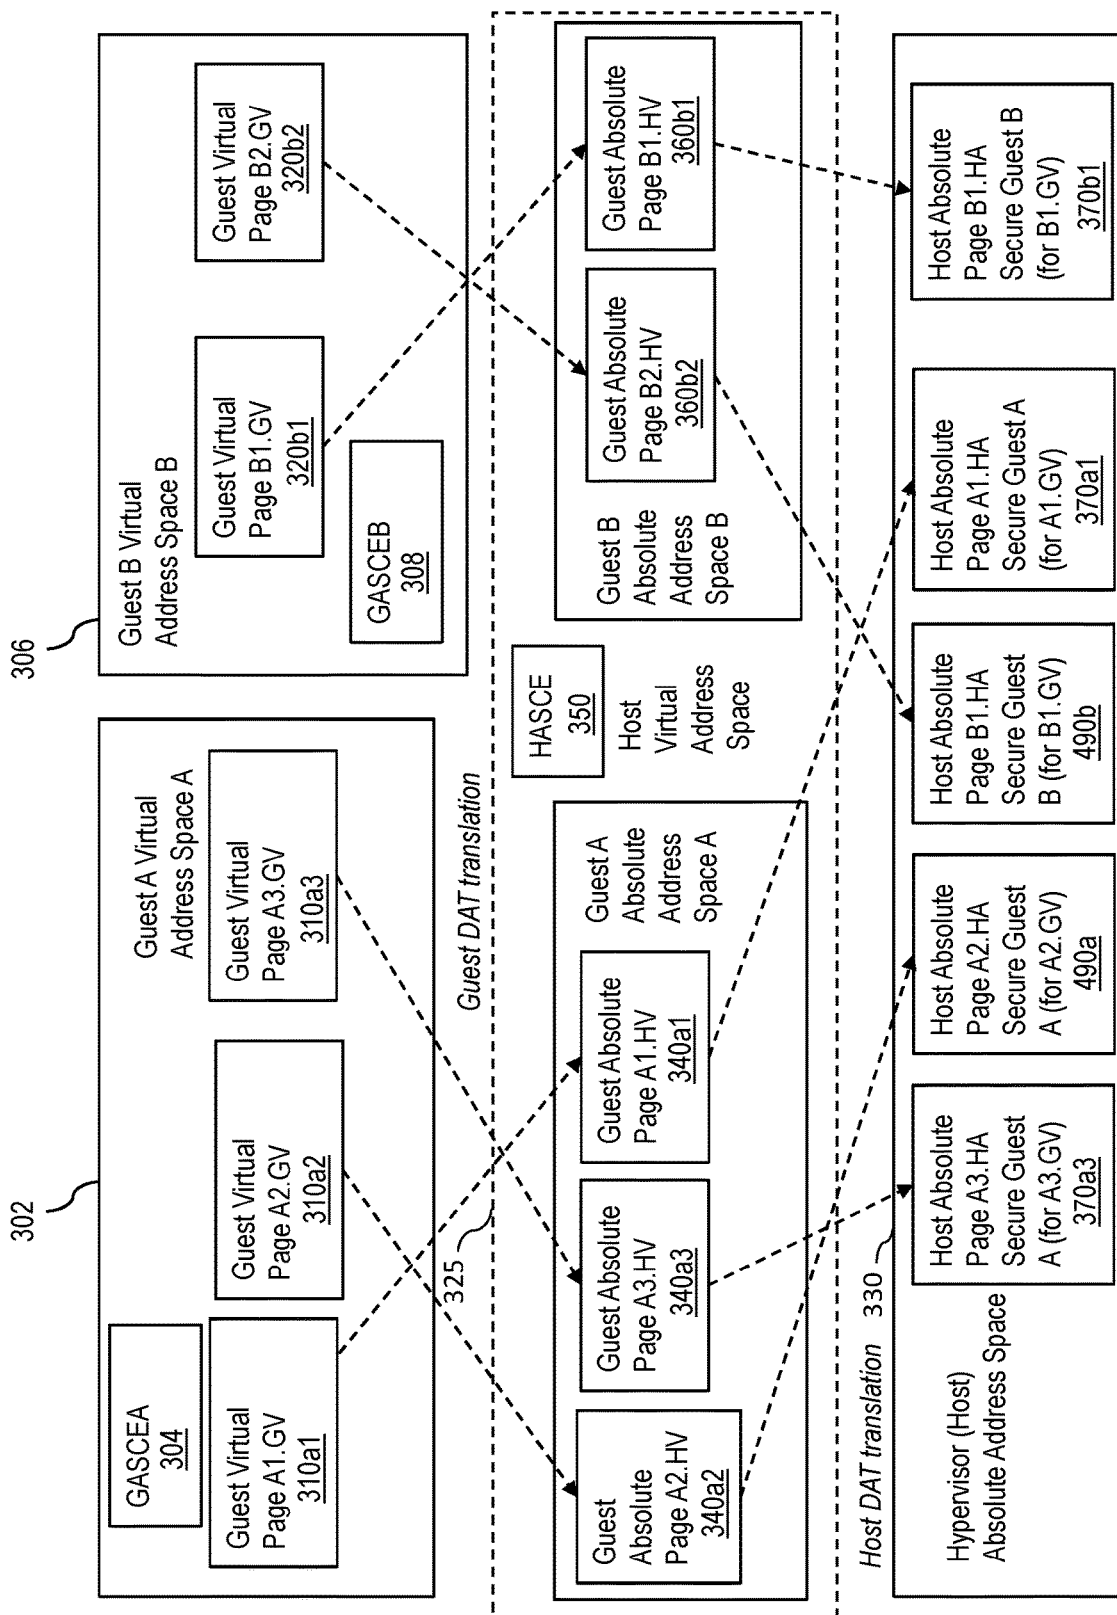 302
306
GASCEA
304
Guest Virtual
Page A1.GV
310a1
Guest Virtual
Page A2.GV
310a2
Guest A Virtual
Address Space A
Guest Virtual
Page A3.GV
310a3
Guest B Virtual
Address Space B
Guest Virtual
Page B1.GV
320b1
Guest Virtual
Page B2.GV
320b2
GASCEB
308
325
Guest DAT translation
Guest
Absolute
Page A2.HV
340a2
Guest Absolute
Page A3.HV
340a3
Guest Absolute
Page A1.HV
340a1
Guest A
Absolute
Address
Space A
HASCE
350
Host
Virtual
Address
Space
Guest B
Absolute
Address
Space B
Guest Absolute
Page B2.HV
360b2
Guest Absolute
Page B1.HV
360b1
Host DAT translation
330
Hypervisor (Host)
Absolute Address Space
Host Absolute
Page A3.HA
Secure Guest
A (for A3.GV)
370a3
Host Absolute
Page A2.HA
Secure Guest
A (for A2.GV)
490a
Host Absolute
Page B1.HA
Secure Guest
B (for B1.GV)
490b
Host Absolute
Page A1.HA
Secure Guest A
(for A1.GV)
370a1
Host Absolute
Page B1.HA
Secure Guest B
(for B1.GV)
370b1